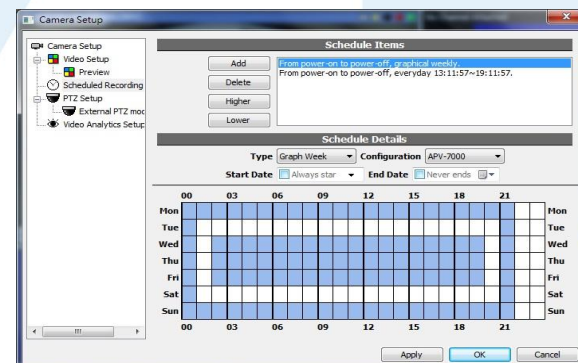 Camera Setup
Camera Setup
Video Setup
Preview
Scheduled Recording
PTZ Setup
External PTZ mod
Video Analytics Setup
Schedule Items
Add
Delete
Higher
Lower
From power-on to power-off, graphical weekly.
From power-on to power-off, everyday 13:11:57~19:11:57.
Schedule Details
Type Graph Week Configuration APV-7000
Start Date Always star End Date Never ends
00 03 06 09 12 15 18 21
Mon Mon
Tue Tue
Wed Wed
Thu Thu
Fri Fri
Sat Sat
Sun Sun
00 03 06 09 12 15 18 21
Apply OK Cancel